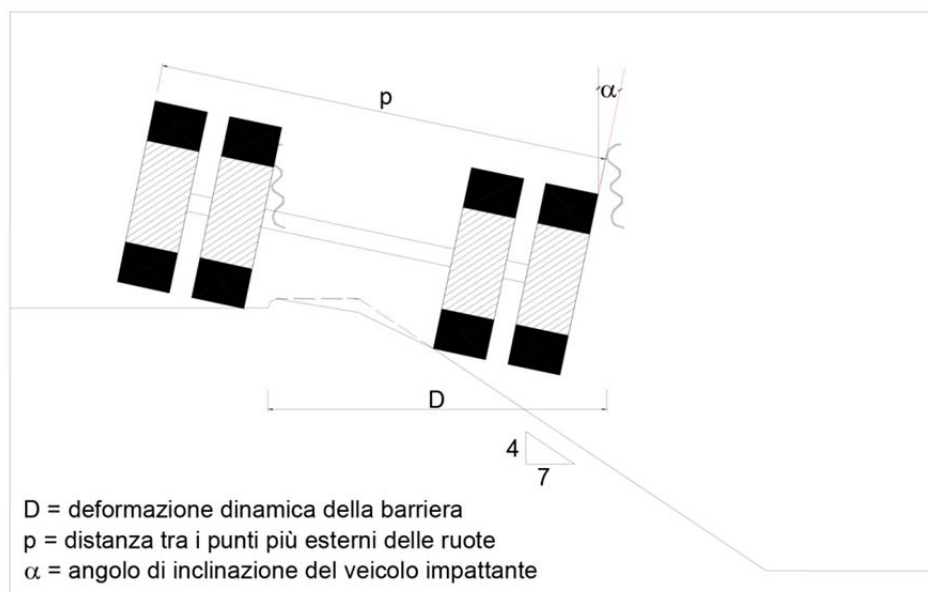 p
α
D
4
7
D = deformazione dinamica della barriera
p = distanza tra i punti più esterni delle ruote
α = angolo di inclinazione del veicolo impattante